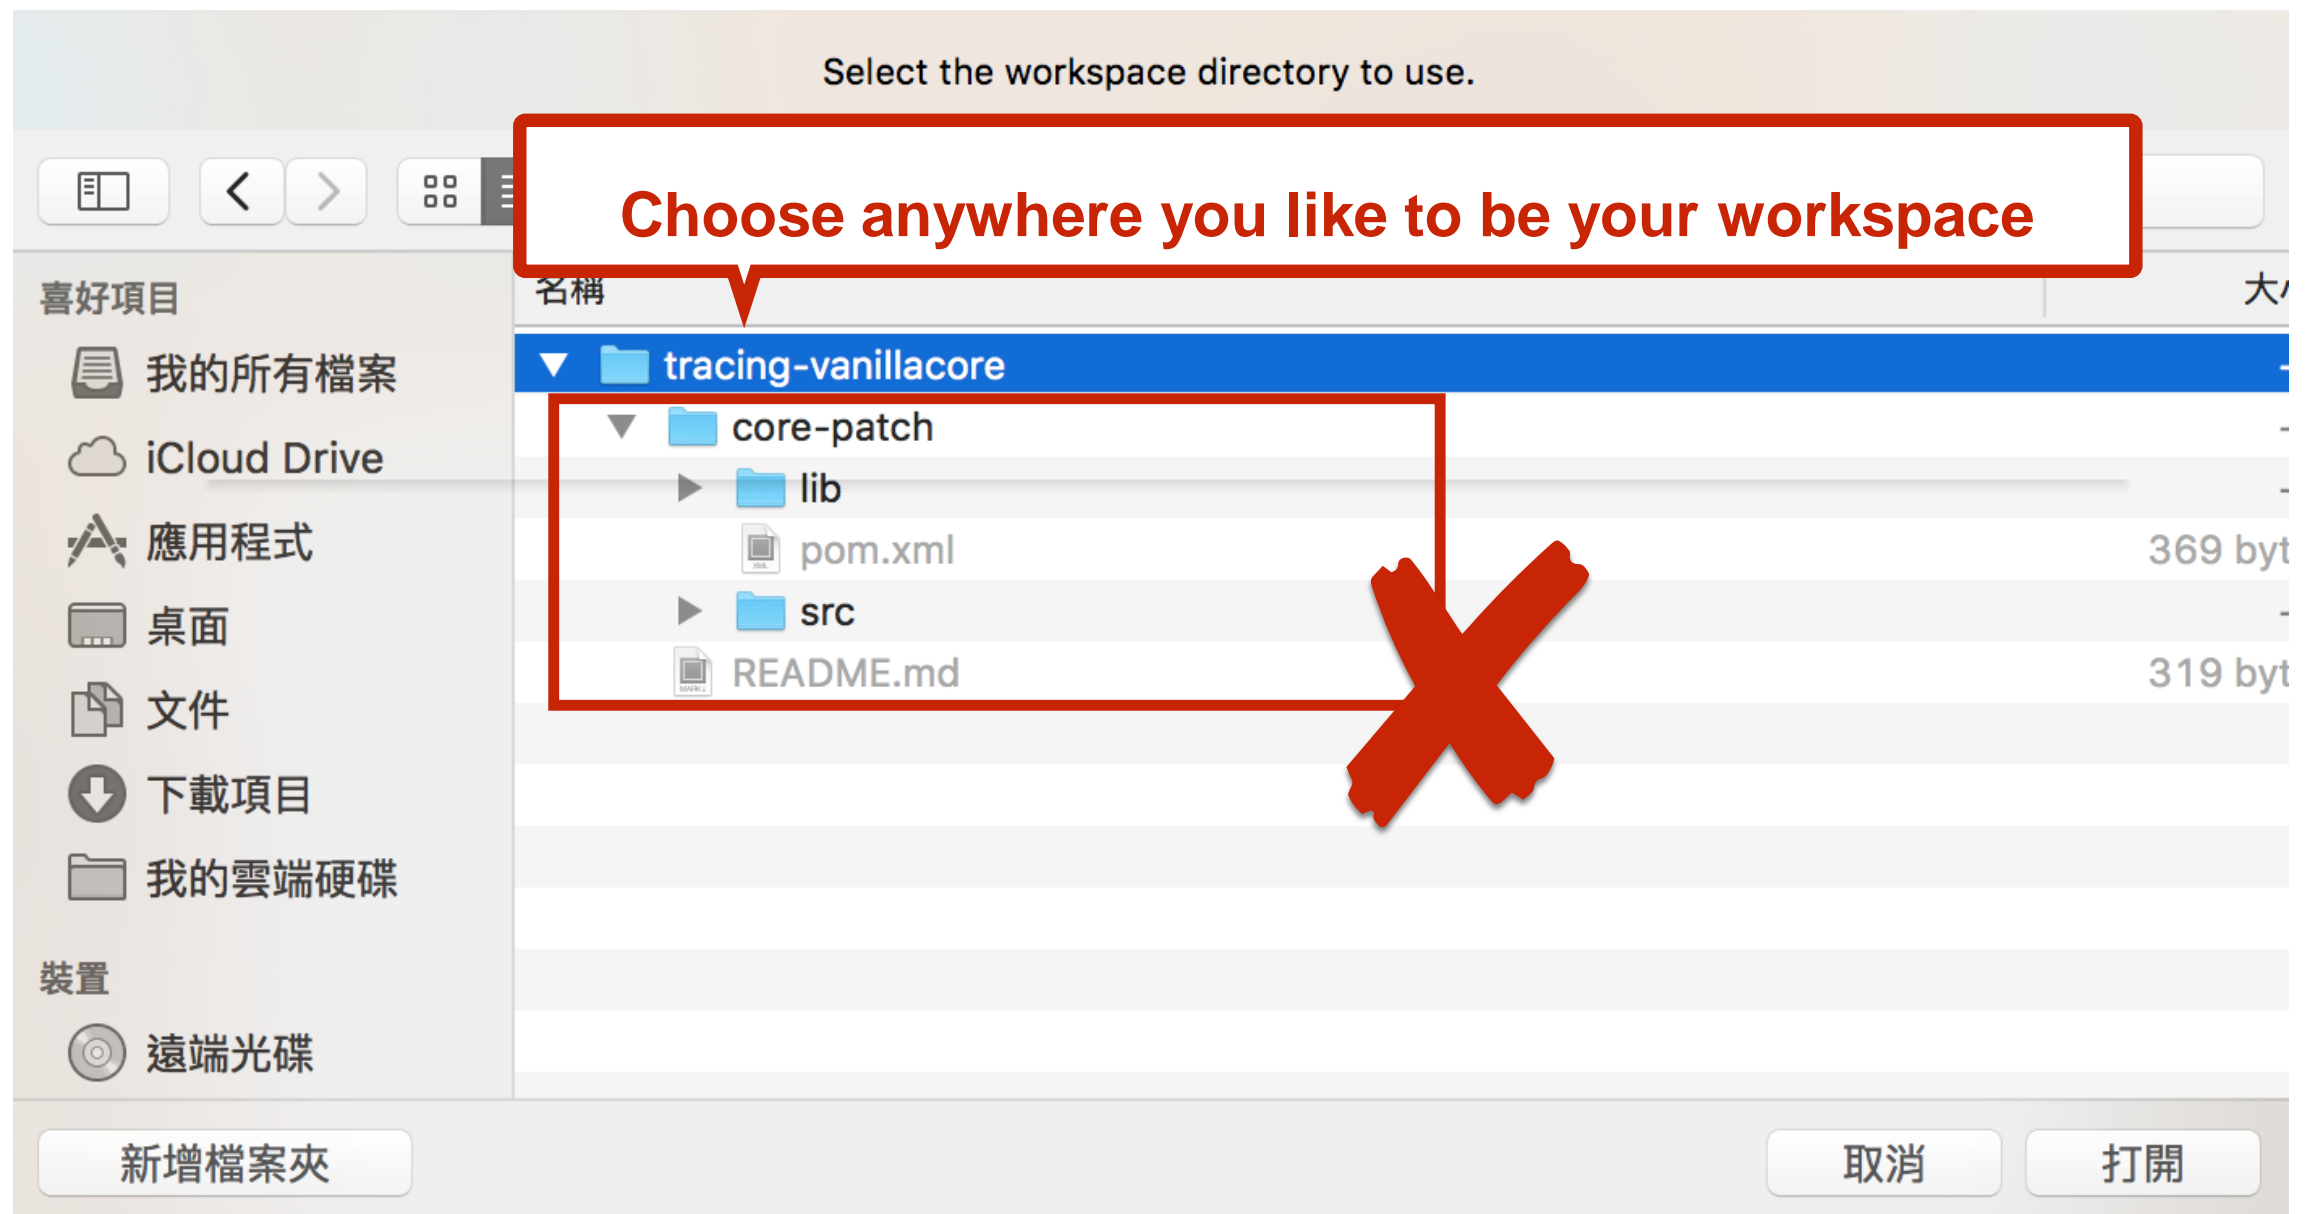 Select the workspace directory to use.
Choose anywhere you like to be your workspace
喜好項目
名稱
大小
我的所有檔案
tracing-vanillacore
iCloud Drive
core-patch
lib
應用程式
pom.xml
369 byt
桌面
src
README.md
319 byt
文件
下載項目
我的雲端硬碟
裝置
遠端光碟
新增檔案夾
取消
打開